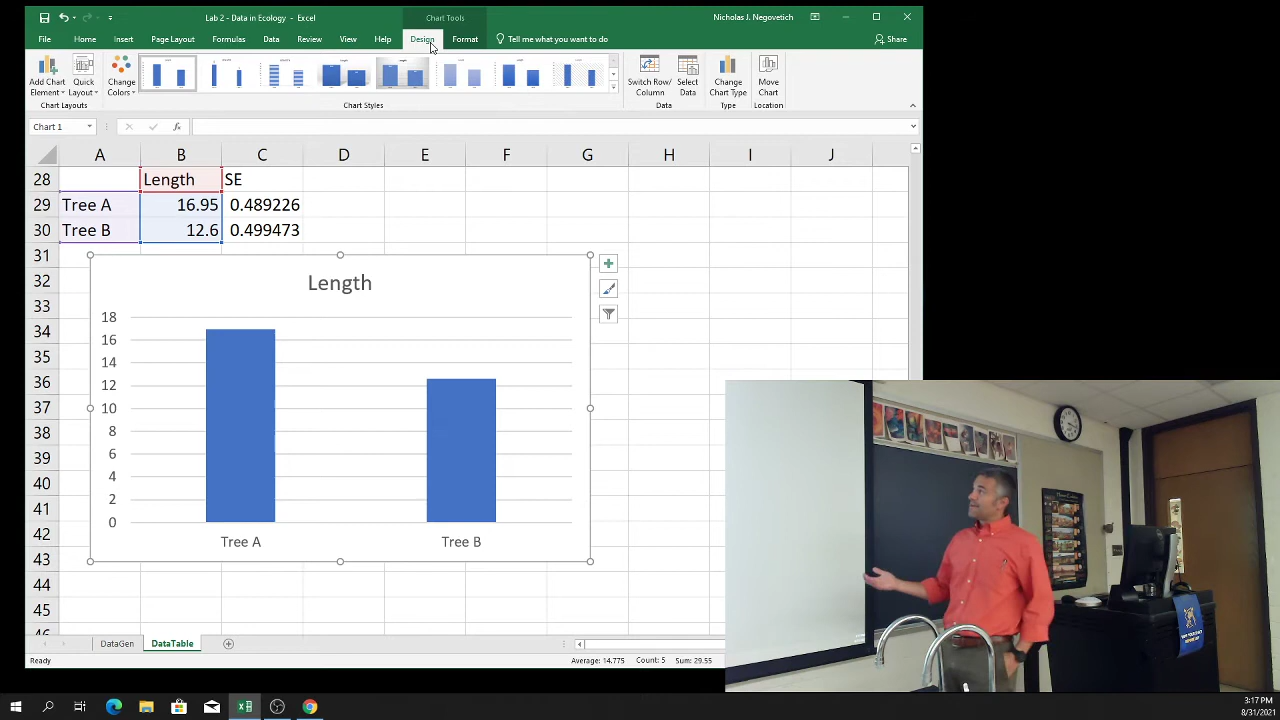 Lab 2 - Data in Ecology - Excel
Chart Tools
Nicholas J. Negovetich
File Home Insert Page Layout Formulas Data Review View Help Design Format Tell me what you want to do Share
Add Chart Element
Quick Layout
Change Colors
Switch Row/ Column
Select Data
Change Chart Type
Move Chart
Chart Layouts
Chart Styles
Data
Type
Location
Chart 1
fx
A B C D E F G H I J
28 Length SE
29 Tree A 16.95 0.489226
30 Tree B 12.6 0.499473
31
32
33
34
35
36
37
38
39
40
41
42
43
44
45
46
Length
18
16
14
12
10
8
6
4
2
0
Tree A Tree B
DataGen DataTable
Ready
Average: 14.775 Count: 5 Sum: 29.55
3:17 PM
8/31/2021